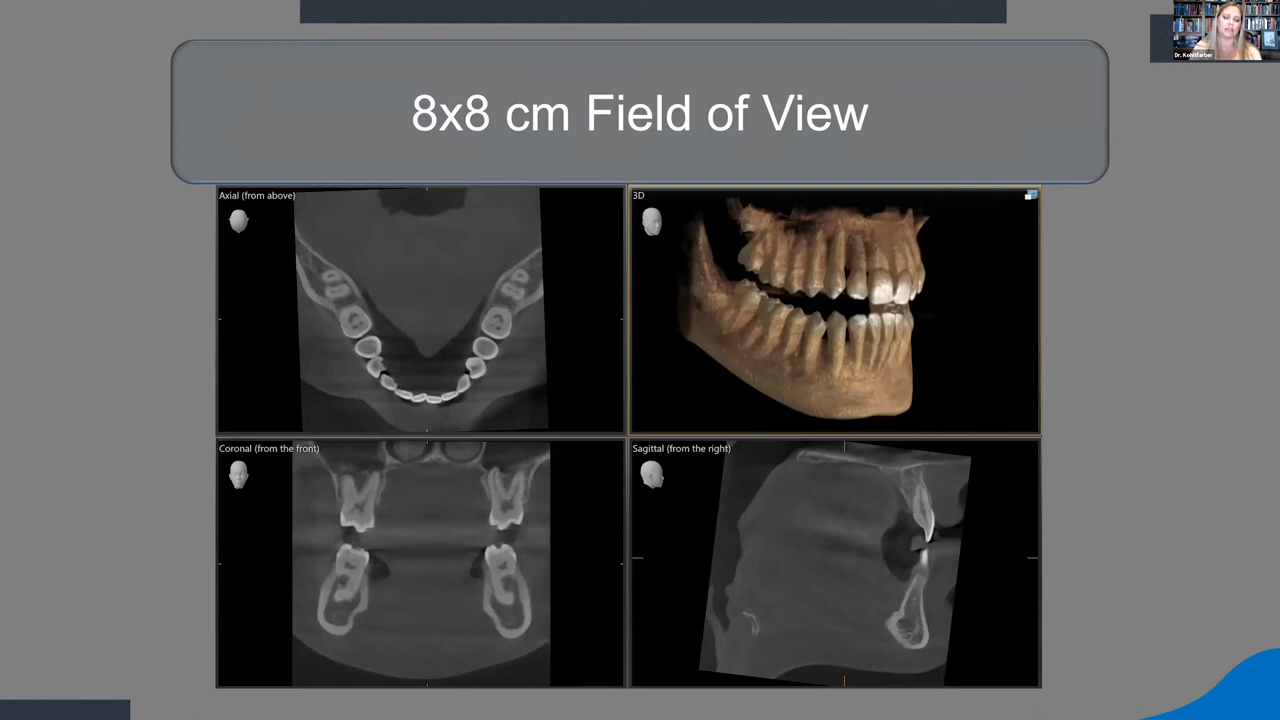 8x8 cm Field of View
Dr. Kohltfarber
Axial (from above)
3D
Coronal (from the front)
Sagittal (from the right)